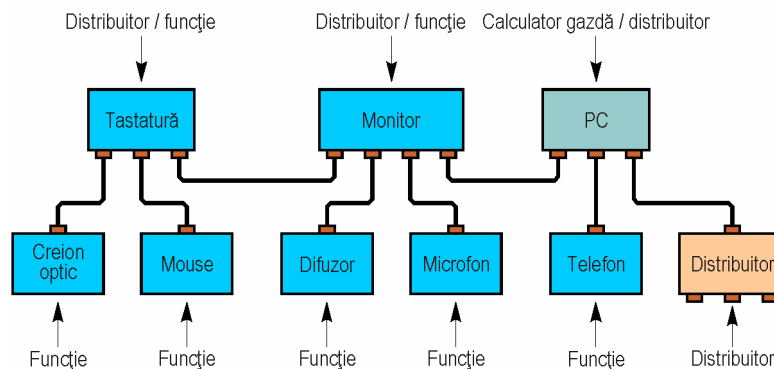 Distribuitor / funcţie
Distribuitor / funcţie
Calculator gazdă / distribuitor
Tastatură
Monitor
PC
Creion
optic
Mouse
Difuzor
Microfon
Telefon
Distribuitor
Funcţie
Funcţie
Funcţie
Funcţie
Funcţie
Distribuitor